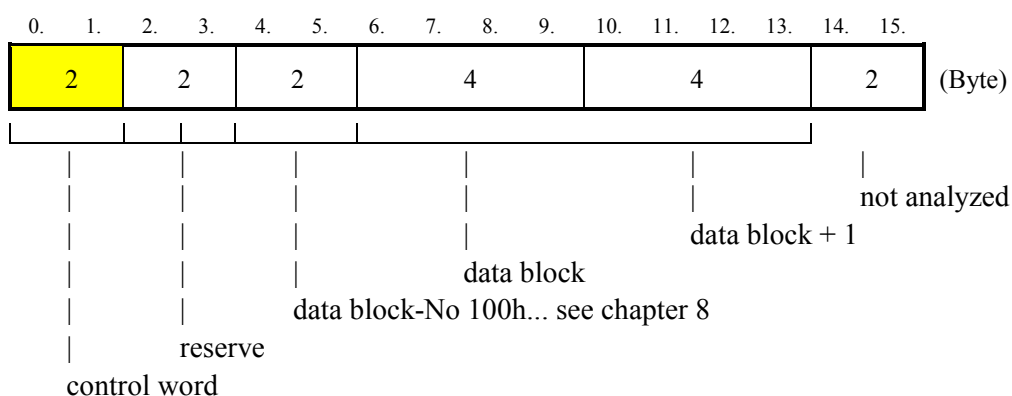 0. 1. 2. 3. 4. 5. 6. 7. 8. 9. 10. 11. 12. 13. 14. 15.
2 2 2 4 4 2 (Byte)
not analyzed
data block + 1
data block
data block-No 100h... see chapter 8
reserve
control word